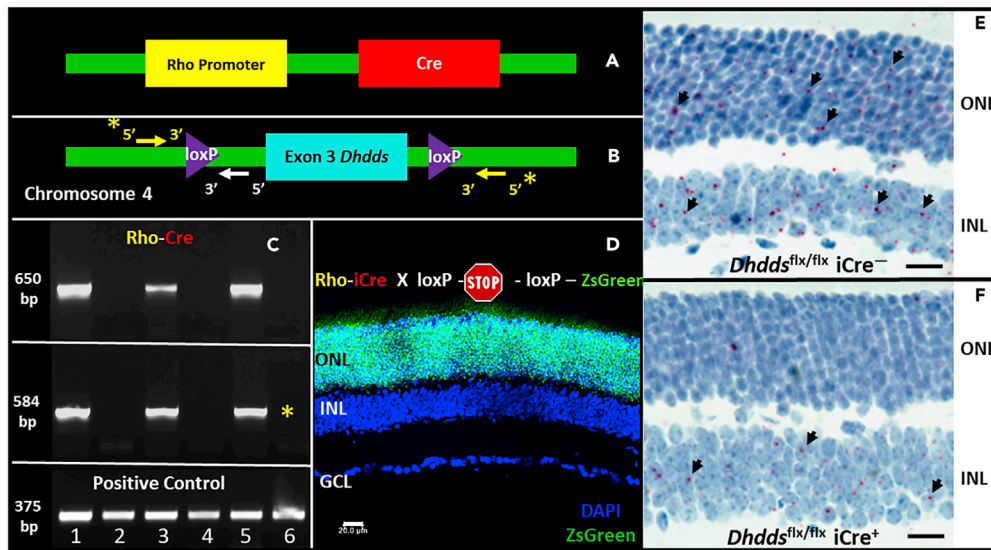 Rho Promoter
Cre
A
* 5’ 3’
loxP
Exon 3 Dhdds
loxP
B
3’ 5’
3’ 5’ *
Chromosome 4
Rho-Cre
C
650
bp
584
bp
*
Positive Control
375
bp
1 2 3 4 5 6
D
Rho-iCre X loxP - STOP - loxP – ZsGreen
ONL
INL
GCL
DAPI
ZsGreen
20.0 µm
E
ONL
INL
Dhddsflx/flx iCre—
F
ONL
INL
Dhddsflx/flx iCre+